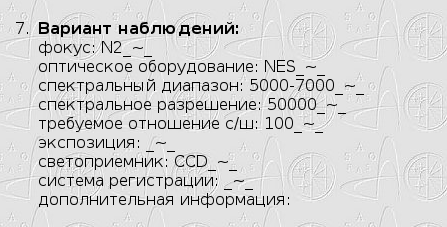 7. Вариант наблюдений:
фокус: N2_~_
оптическое оборудование: NES_~_
спектральный диапазон: 5000-7000_~_
спектральное разрешение: 50000_~_
требуемое отношение с/ш: 100_~_
экспозиция: _~_
светоприемник: CCD_~_
система регистрации: _~_
дополнительная информация: